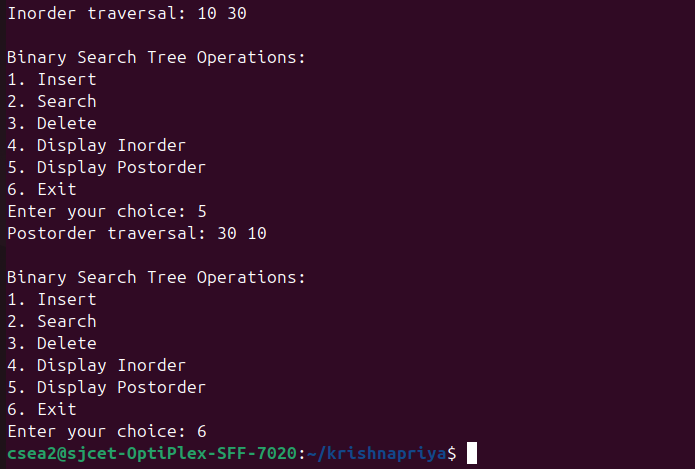 Inorder traversal: 10 30
Binary Search Tree Operations:
1. Insert
2. Search
3. Delete
4. Display Inorder
5. Display Postorder
6. Exit
Enter your choice: 5
Postorder traversal: 30 10
Binary Search Tree Operations:
1. Insert
2. Search
3. Delete
4. Display Inorder
5. Display Postorder
6. Exit
Enter your choice: 6
csea2@sjcet-OptiPlex-SFF-7020:~/krishnapriya$